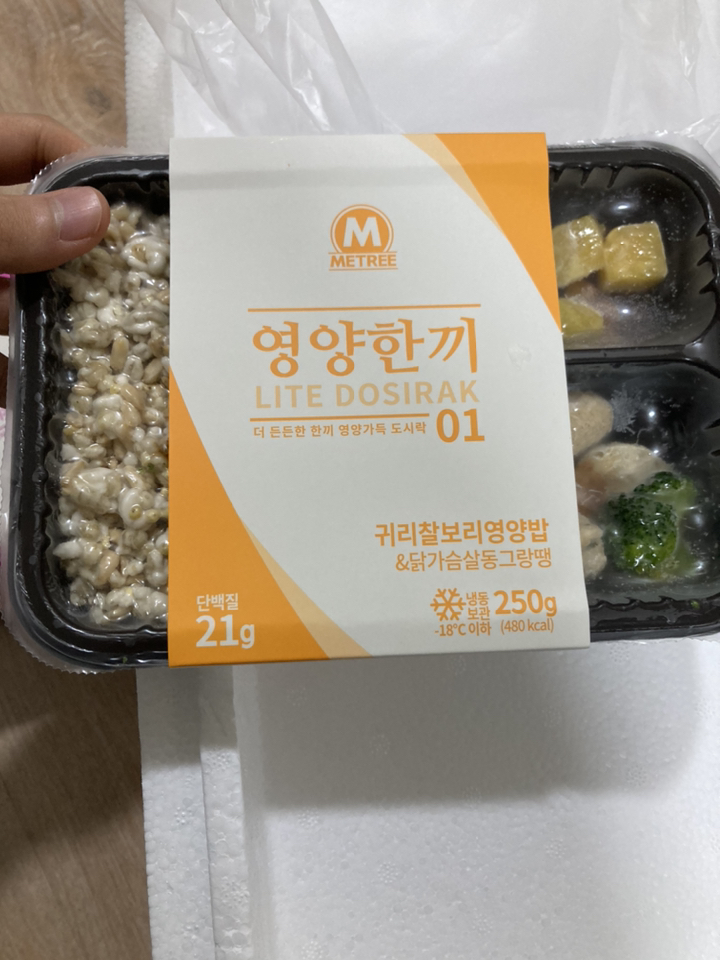 M
METREE
영양한끼
LITE DOSIRAK
더 든든한 한끼 영양가득 도시락 01
귀리찰보리영양밥
&닭가슴살동그랑땡
단백질
21g
냉동
보관
-18℃ 이하
250g
(480 kcal)